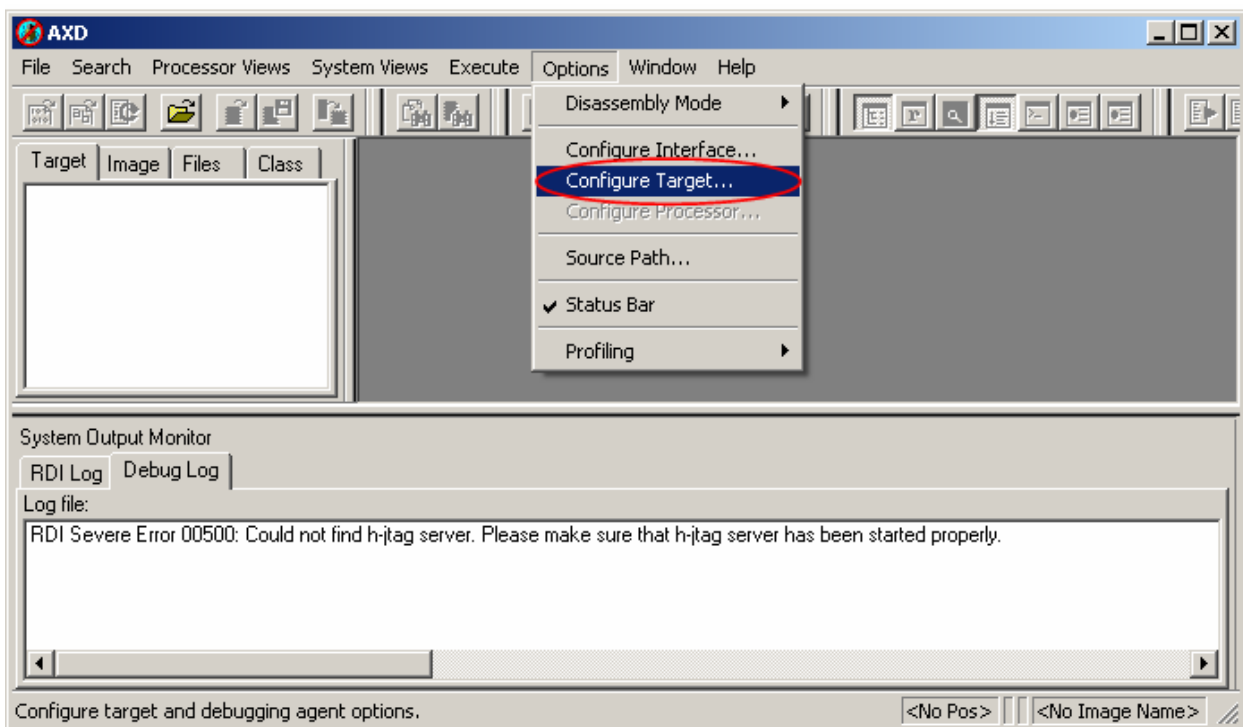 AXD
File Search Processor Views System Views Execute Options Window Help
Disassembly Mode
Configure Interface...
Configure Target...
Configure Processor...
Source Path...
Status Bar
Profiling
Target Image Files Class
System Output Monitor
RDI Log Debug Log
Log file:
RDI Severe Error 00500: Could not find h-jtag server. Please make sure that h-jtag server has been started properly.
Configure target and debugging agent options. <No Pos> <No Image Name>